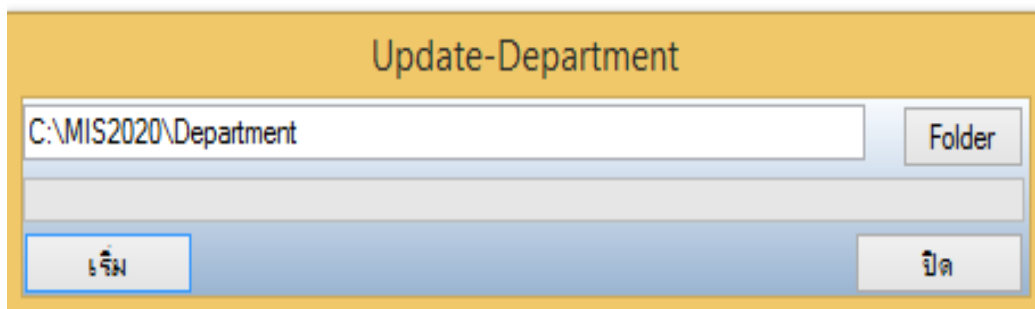 Update-Department
C:\MIS2020\Department
Folder
เริ่ม
ปิด